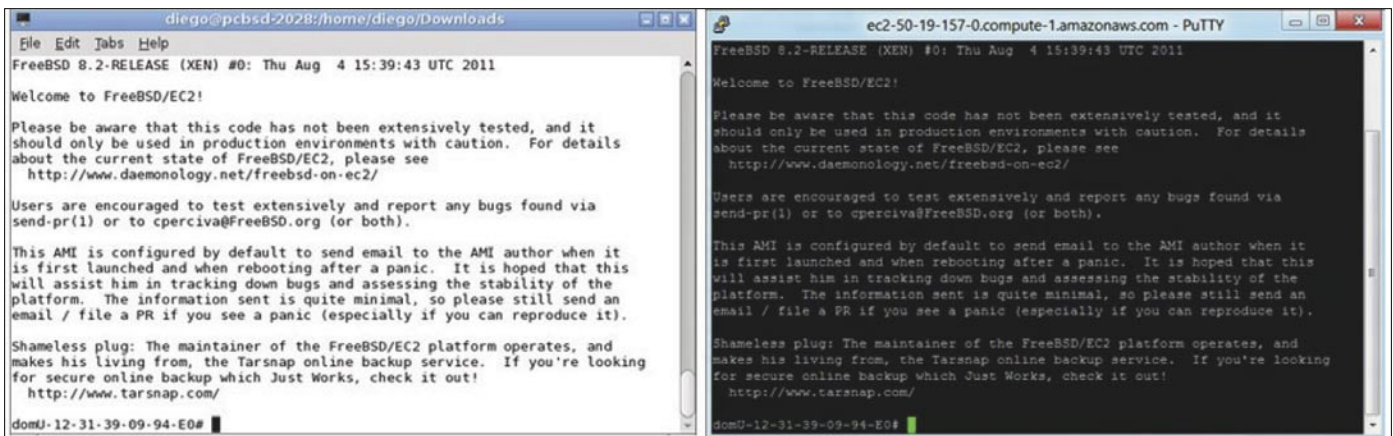 diego@pcbsd-2028:/home/diego/Downloads
File Edit Tabs Help
FreeBSD 8.2-RELEASE (XEN) #0: Thu Aug  4 15:39:43 UTC 2011
Welcome to FreeBSD/EC2!
Please be aware that this code has not been extensively tested, and it
should only be used in production environments with caution.  For details
about the current state of FreeBSD/EC2, please see
http://www.daemonology.net/freebsd-on-ec2/
Users are encouraged to test extensively and report any bugs found via
send-pr(1) or to cperciva@FreeBSD.org (or both).
This AMI is configured by default to send email to the AMI author when it
is first launched and when rebooting after a panic.  It is hoped that this
will assist him in tracking down bugs and assessing the stability of the
platform.  The information sent is quite minimal, so please still send an
email / file a PR if you see a panic (especially if you can reproduce it).
Shameless plug: The maintainer of the FreeBSD/EC2 platform operates, and
makes his living from, the Tarsnap online backup service.  If you're looking
for secure online backup which Just Works, check it out!
http://www.tarsnap.com/
domU-12-31-39-09-94-E0#
ec2-50-19-157-0.compute-1.amazonaws.com - PuTTY
FreeBSD 8.2-RELEASE (XEN) #0: Thu Aug  4 15:39:43 UTC 2011
Welcome to FreeBSD/EC2!
Please be aware that this code has not been extensively tested, and it
should only be used in production environments with caution.  For details
about the current state of FreeBSD/EC2, please see
http://www.daemonology.net/freebsd-on-ec2/
Users are encouraged to test extensively and report any bugs found via
send-pr(1) or to cperciva@FreeBSD.org (or both).
This AMI is configured by default to send email to the AMI author when it
is first launched and when rebooting after a panic.  It is hoped that this
will assist him in tracking down bugs and assessing the stability of the
platform.  The information sent is quite minimal, so please still send an
email / file a PR if you see a panic (especially if you can reproduce it).
Shameless plug: The maintainer of the FreeBSD/EC2 platform operates, and
makes his living from, the Tarsnap online backup service.  If you're looking
for secure online backup which Just Works, check it out!
http://www.tarsnap.com/
domU-12-31-39-09-94-E0#